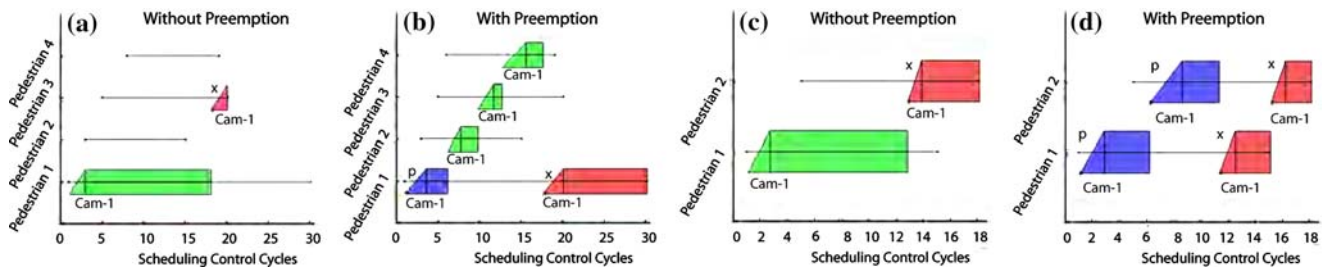 (a) Without Preemption
Pedestrian 4
Pedestrian 3
Pedestrian 2
Pedestrian 1
x
Cam-1
Cam-1
0 5 10 15 20 25 30
Scheduling Control Cycles
(b) With Preemption
Pedestrian 4
Pedestrian 3
Pedestrian 2
Pedestrian 1
Cam-1
Cam-1
Cam-1
p
x
Cam-1
Cam-1
0 5 10 15 20 25 30
Scheduling Control Cycles
(c) Without Preemption
Pedestrian 2
Pedestrian 1
x
Cam-1
Cam-1
0 2 4 6 8 10 12 14 16 18
Scheduling Control Cycles
(d) With Preemption
Pedestrian 2
Pedestrian 1
p
x
Cam-1
Cam-1
p
x
Cam-1
Cam-1
0 2 4 6 8 10 12 14 16 18
Scheduling Control Cycles